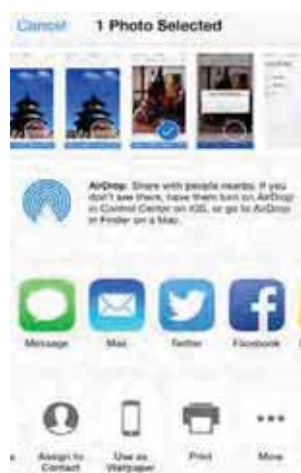 Cancel 1 Photo Selected
AirDrop. Share with people nearby. If you
don't see them, have them turn on AirDrop
in Control Center on iOS, or go to AirDrop
in Finder on a Mac.
Message Mail Twitter Facebook
Assign to Contact Use as Wallpaper Print More